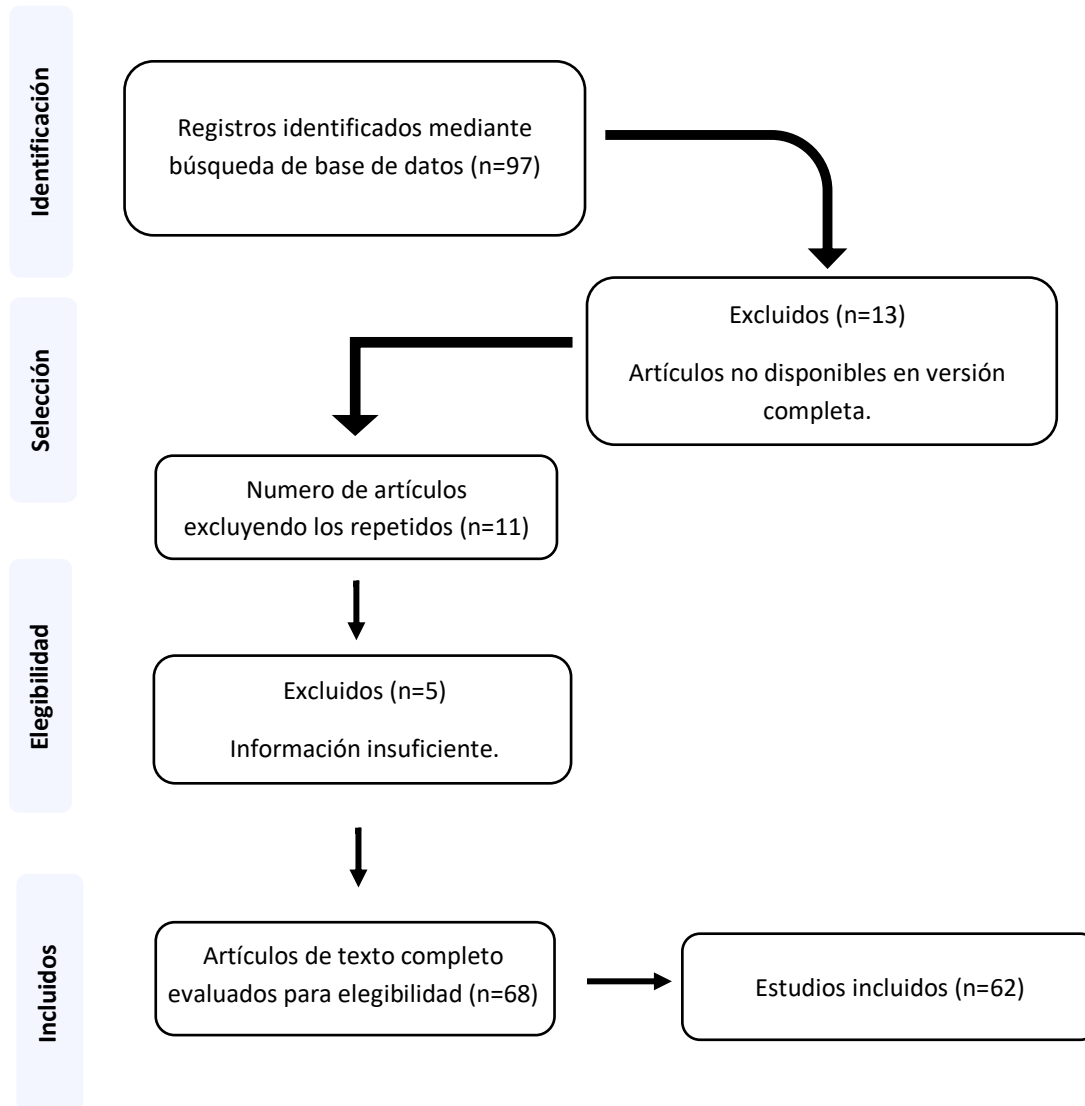 Identificación
Registros identificados mediante
búsqueda de base de datos (n=97)
Selección
Excluidos (n=13)
Artículos no disponibles en versión
completa.
Numero de artículos
excluyendo los repetidos (n=11)
Elegibilidad
Excluidos (n=5)
Información insuficiente.
Incluidos
Artículos de texto completo
evaluados para elegibilidad (n=68)
Estudios incluidos (n=62)